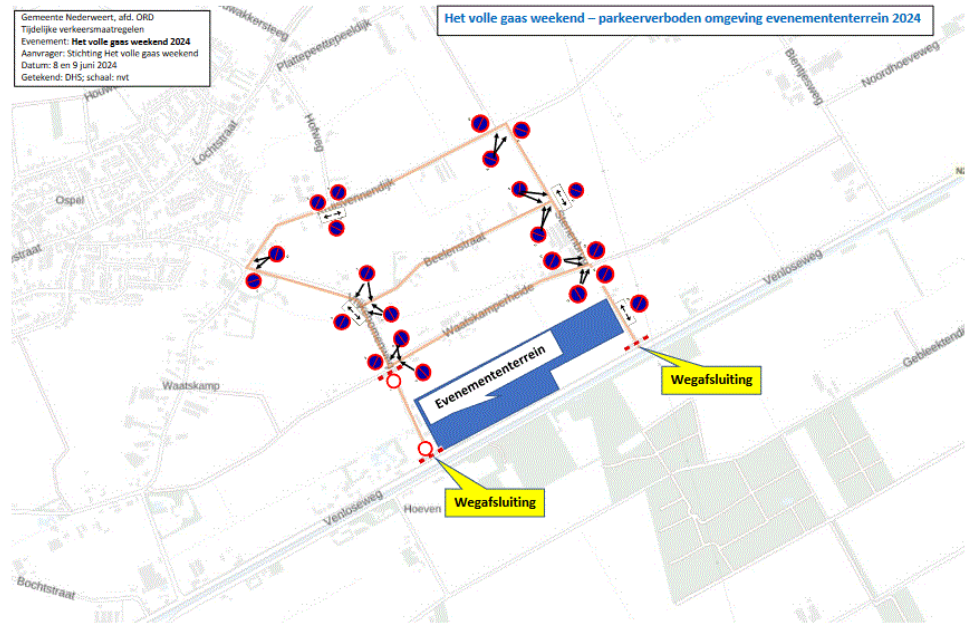 Gemeente Nederweert, afd. ORD
Tijdelijke verkeersmaatregelen
Evenement: Het volle gaas weekend 2024
Aanvrager: Stichting Het volle gaas weekend
Datum: 8 en 9 juni 2024
Getekend: DHS; schaal: nvt
Het volle gaas weekend – parkeerverboden omgeving evenemententerrein 2024
Plattepeeltepeeldijk
Bientjesweg
Noordhoeveweg
Hofweg
Lochtstraat
Ospel
Beelenstraat
Waatskamperheide
Venloseweg
Evenemententerrein
Waatskamp
Wegafsluiting
Wegafsluiting
Hoeven
Venloseweg
Bochtstraat